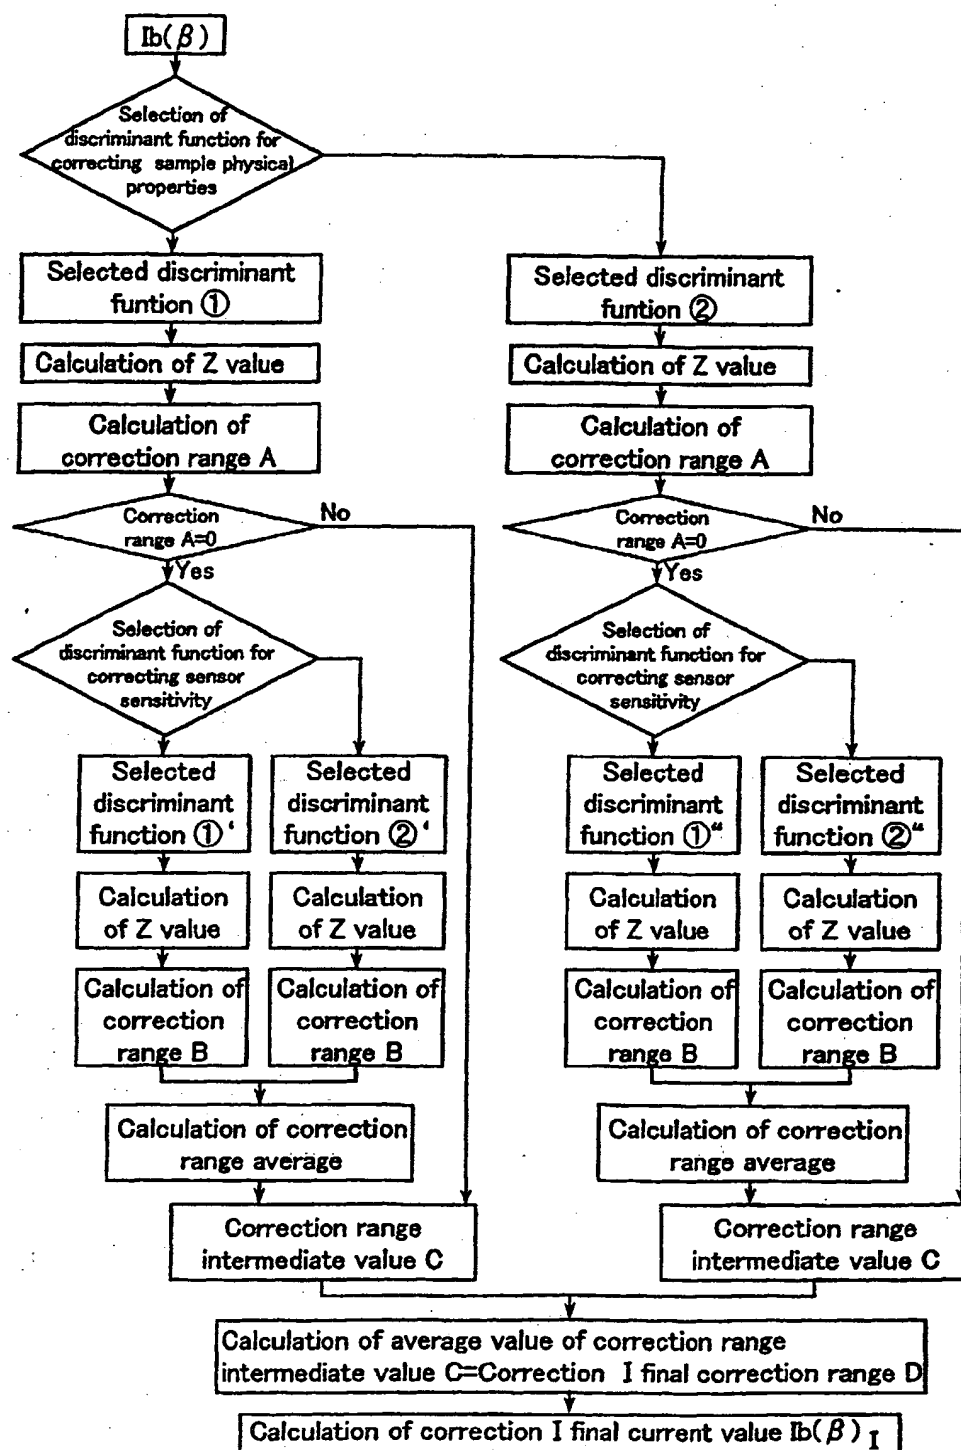 Ib(β)
Selection of
discriminant function for
correcting sample physical
properties
Selected discriminant
funtion ①
Calculation of Z value
Calculation of
correction range A
Correction
range A=0
No
Yes
Selection of
discriminant function for
correcting sensor
sensitivity
Selected
discriminant
function ①‘
Calculation
of Z value
Calculation of
correction
range B
Selected
discriminant
function ②‘
Calculation
of Z value
Calculation of
correction
range B
Calculation of correction
range average
Correction range
intermediate value C
Selected discriminant
funtion ②
Calculation of Z value
Calculation of
correction range A
Correction
range A=0
No
Yes
Selection of
discriminant function for
correcting sensor
sensitivity
Selected
discriminant
function ①“
Calculation
of Z value
Calculation of
correction
range B
Selected
discriminant
function ②“
Calculation
of Z value
Calculation of
correction
range B
Calculation of correction
range average
Correction range
intermediate value C
Calculation of average value of correction range
intermediate value C=Correction I final correction range D
Calculation of correction I final current value Ib(β) I